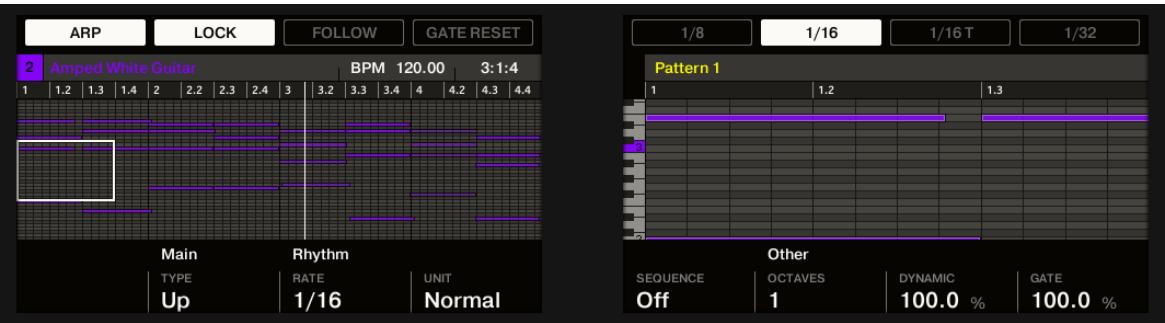 ARP LOCK FOLLOW GATE RESET
2 Amped White Guitar BPM 120.00 3:1:4
1 1.2 1.3 1.4 2 2.2 2.3 2.4 3 3.2 3.3 3.4 4 4.2 4.3 4.4
Main Rhythm
TYPE RATE UNIT
Up 1/16 Normal
1/8 1/16 1/16 T 1/32
Pattern 1
1 1.2 1.3
3
2
Other
SEQUENCE OCTAVES DYNAMIC GATE
Off 1 100.0 % 100.0 %